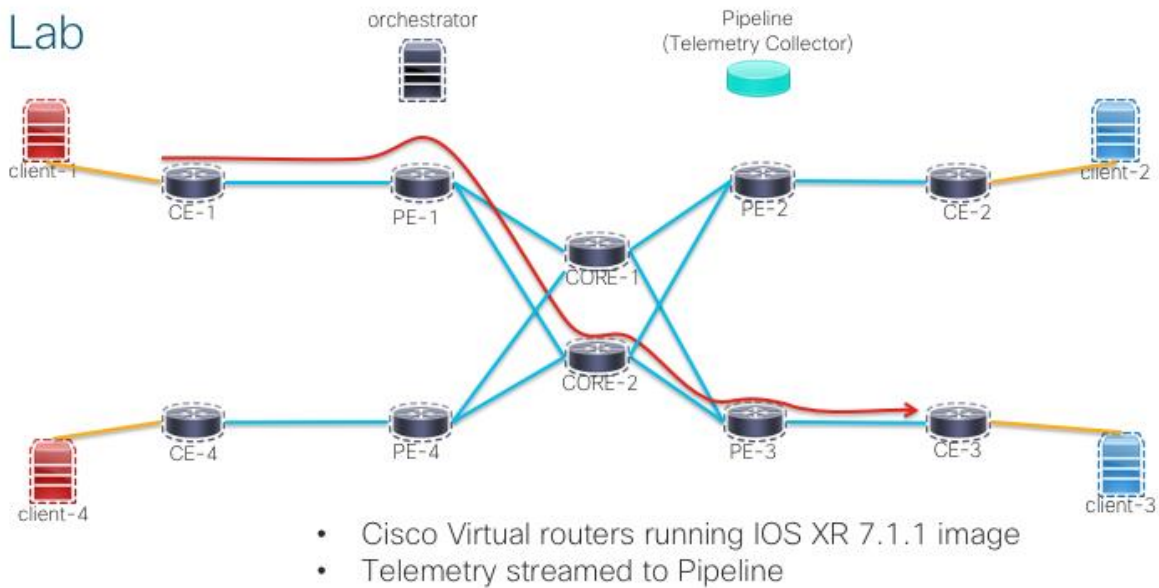 Lab
orchestrator
Pipeline
(Telemetry Collector)
client-1
client-2
CE-1
PE-1
PE-2
CE-2
CORE-1
CORE-2
CE-4
PE-4
PE-3
CE-3
client-4
client-3
• Cisco Virtual routers running IOS XR 7.1.1 image
• Telemetry streamed to Pipeline